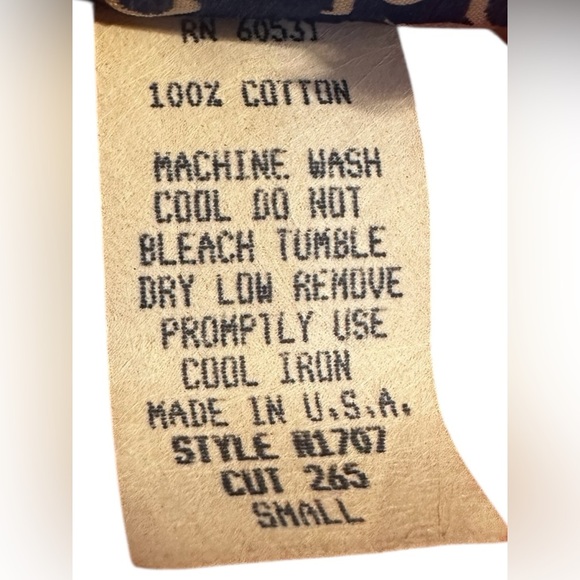 RN 60531
100% COTTON
MACHINE WASH
COOL DO NOT
BLEACH TUMBLE
DRY LOW REMOVE
PROMPTLY USE
COOL IRON
MADE IN U.S.A.
STYLE N1707
CUT 265
SMALL